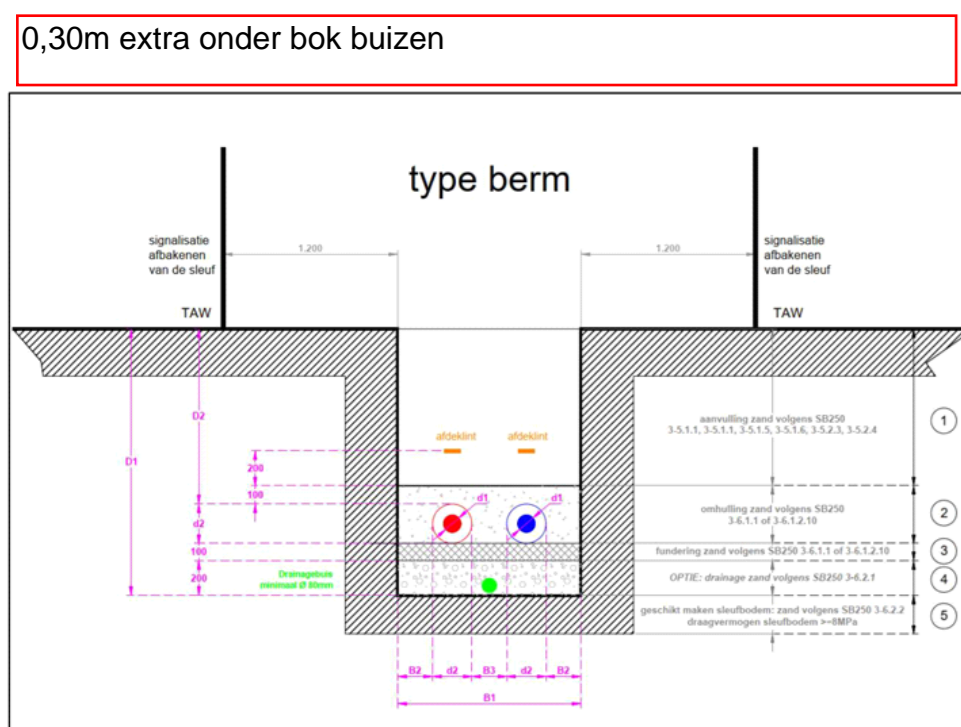 0,30m extra onder bok buizen
type berm
signalisatie
afbakenen
van de sleuf
1.200
1.200
signalisatie
afbakenen
van de sleuf
TAW
TAW
D2
D1
aanvulling zand volgens SB250
3-5.1.1, 3-5.1.1, 3-5.1.5, 3-5.1.6, 3-5.2.3, 3-5.2.4
1
afdeklint
afdeklint
200
100
d1
d1
d2
omhulling zand volgens SB250
3-6.1.1 of 3-6.1.2.10
2
100
fundering zand volgens SB250 3-6.1.1 of 3-6.1.2.10
3
200
Drainagebuis
minimaal Ø 80mm
OPTIE: drainage zand volgens SB250 3-6.2.1
4
geschikt maken sleufbodem: zand volgens SB250 3-6.2.2
draagvermogen sleufbodem >=8MPa
5
B2
d2
B3
d2
B2
B1